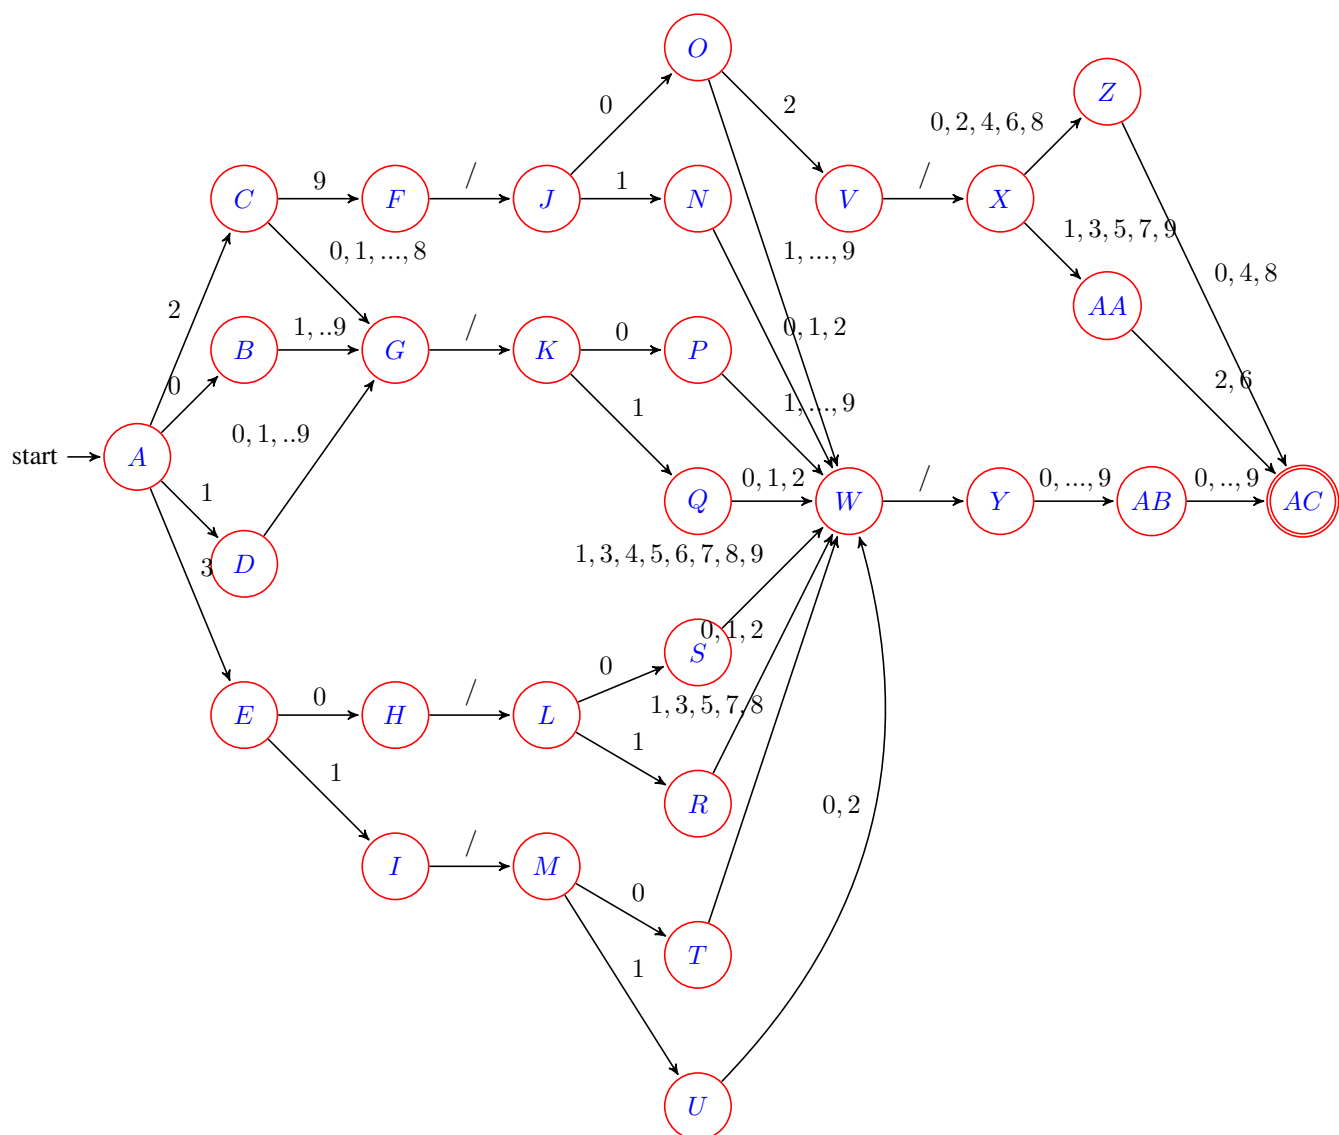 O
Z
0
2
0, 2, 4, 6, 8
C
9
F
/
J
1
N
V
/
X
2
0, 1, ..., 8
1, ..., 9
1, 3, 5, 7, 9
0, 4, 8
AA
B
1, ..9
G
/
K
0
P
0, 1, 2
0
1
1, ..., 9
2, 6
start
A
0, 1, ..9
1
Q
0, 1, 2
W
/
Y
0, ..., 9
AB
0, .., 9
AC
3
D
1, 3, 4, 5, 6, 7, 8, 9
0, 1, 2
S
0
1, 3, 5, 7, 8
E
0
H
/
L
1
1
R
0, 2
I
/
M
0
T
1
U